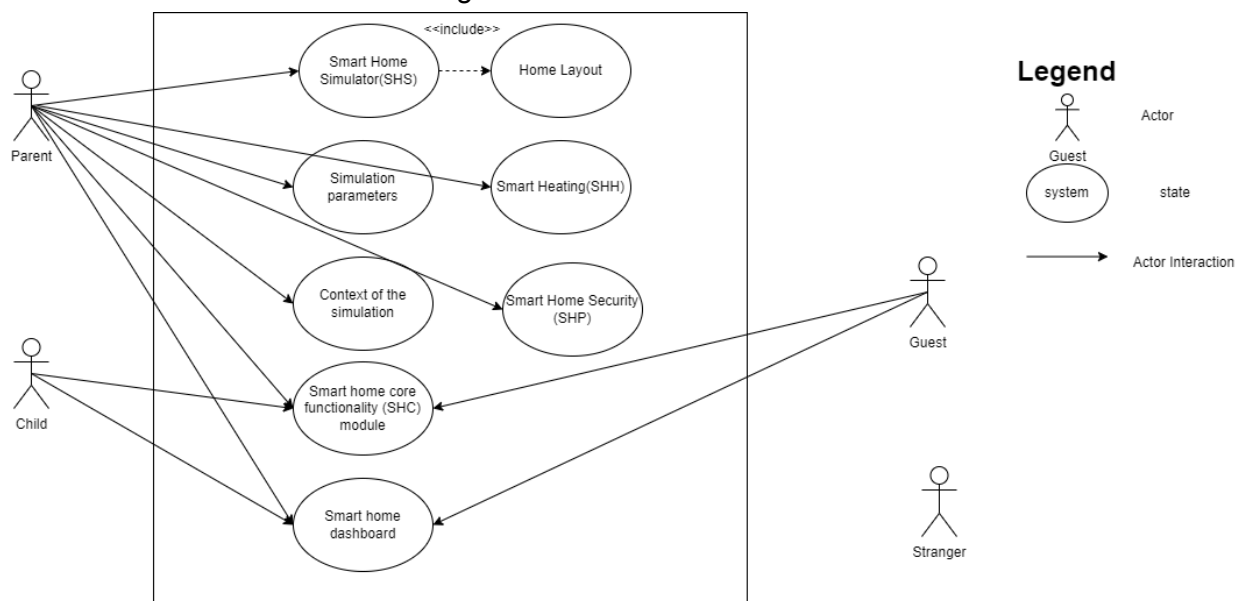 <<include>>
Smart Home
Simulator(SHS)
Home Layout
Parent
Simulation
parameters
Smart Heating(SHH)
Context of the
simulation
Smart Home Security
(SHP)
Child
Smart home core
functionality (SHC)
module
Smart home
dashboard
Guest
Stranger
Legend
Actor
Guest
system
state
Actor Interaction